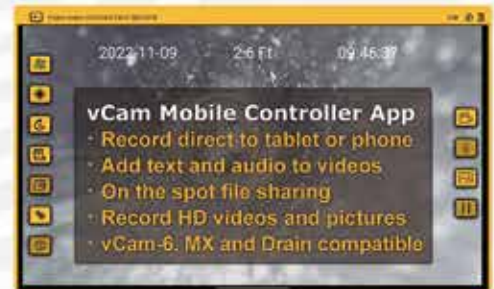 2022-11-09 2.6 Ft 09:46:37
vCam Mobile Controller App
· Record direct to tablet or phone
· Add text and audio to videos
· On the spot file sharing
· Record HD videos and pictures
· vCam-6, MX and Drain compatible